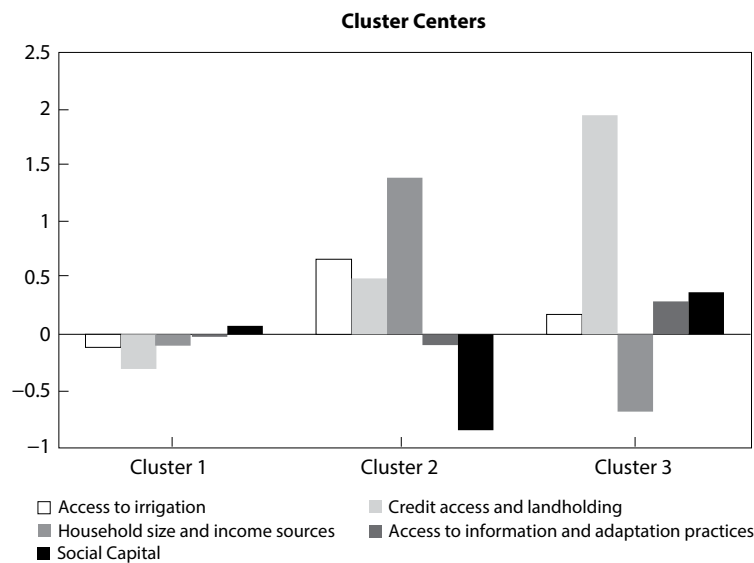 Cluster Centers
2.5
2
1.5
1
0.5
0
−0.5
−1
Cluster 1 Cluster 2 Cluster 3
Access to irrigation Credit access and landholding
Household size and income sources Access to information and adaptation practices
Social Capital